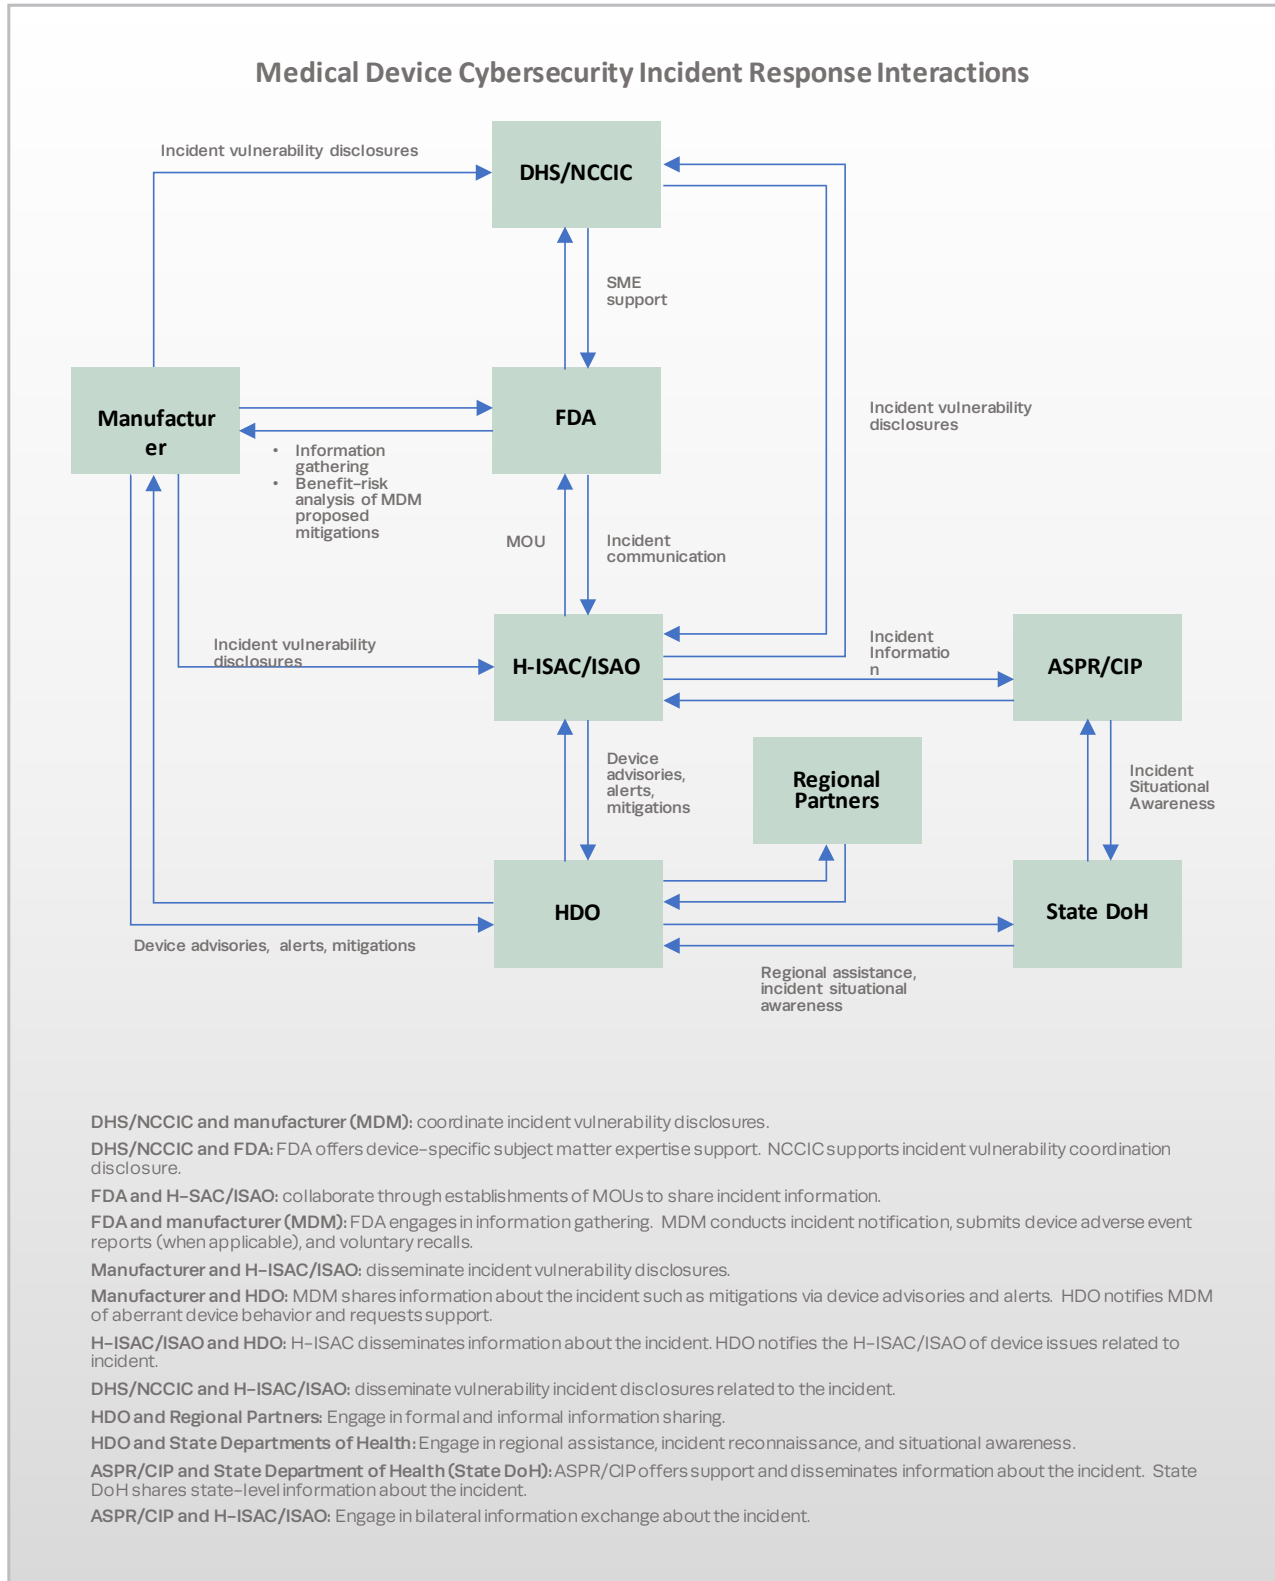 Medical Device Cybersecurity Incident Response Interactions
Incident vulnerability disclosures
DHS/NCCIC
SME
support
Manufactur
er
FDA
Incident vulnerability
disclosures
• Information
gathering
• Benefit-risk
analysis of MDM
proposed
mitigations
MOU
Incident
communication
Incident vulnerability
disclosures
H-ISAC/ISAO
Incident
Informatio
n
ASPR/CIP
Device
advisories,
alerts,
mitigations
Regional
Partners
Incident
Situational
Awareness
HDO
State DoH
Device advisories, alerts, mitigations
Regional assistance,
incident situational
awareness
DHS/NCCIC and manufacturer (MDM): coordinate incident vulnerability disclosures.
DHS/NCCIC and FDA: FDA offers device-specific subject matter expertise support. NCCIC supports incident vulnerability coordination
disclosure.
FDA and H-SAC/ISAO: collaborate through establishments of MOUs to share incident information.
FDA and manufacturer (MDM): FDA engages in information gathering. MDM conducts incident notification, submits device adverse event
reports (when applicable), and voluntary recalls.
Manufacturer and H-ISAC/ISAO: disseminate incident vulnerability disclosures.
Manufacturer and HDO: MDM shares information about the incident such as mitigations via device advisories and alerts. HDO notifies MDM
of aberrant device behavior and requests support.
H-ISAC/ISAO and HDO: H-ISAC disseminates information about the incident. HDO notifies the H-ISAC/ISAO of device issues related to
incident.
DHS/NCCIC and H-ISAC/ISAO: disseminate vulnerability incident disclosures related to the incident.
HDO and Regional Partners: Engage in formal and informal information sharing.
HDO and State Departments of Health: Engage in regional assistance, incident reconnaissance, and situational awareness.
ASPR/CIP and State Department of Health (State DoH): ASPR/CIP offers support and disseminates information about the incident. State
DoH shares state-level information about the incident.
ASPR/CIP and H-ISAC/ISAO: Engage in bilateral information exchange about the incident.